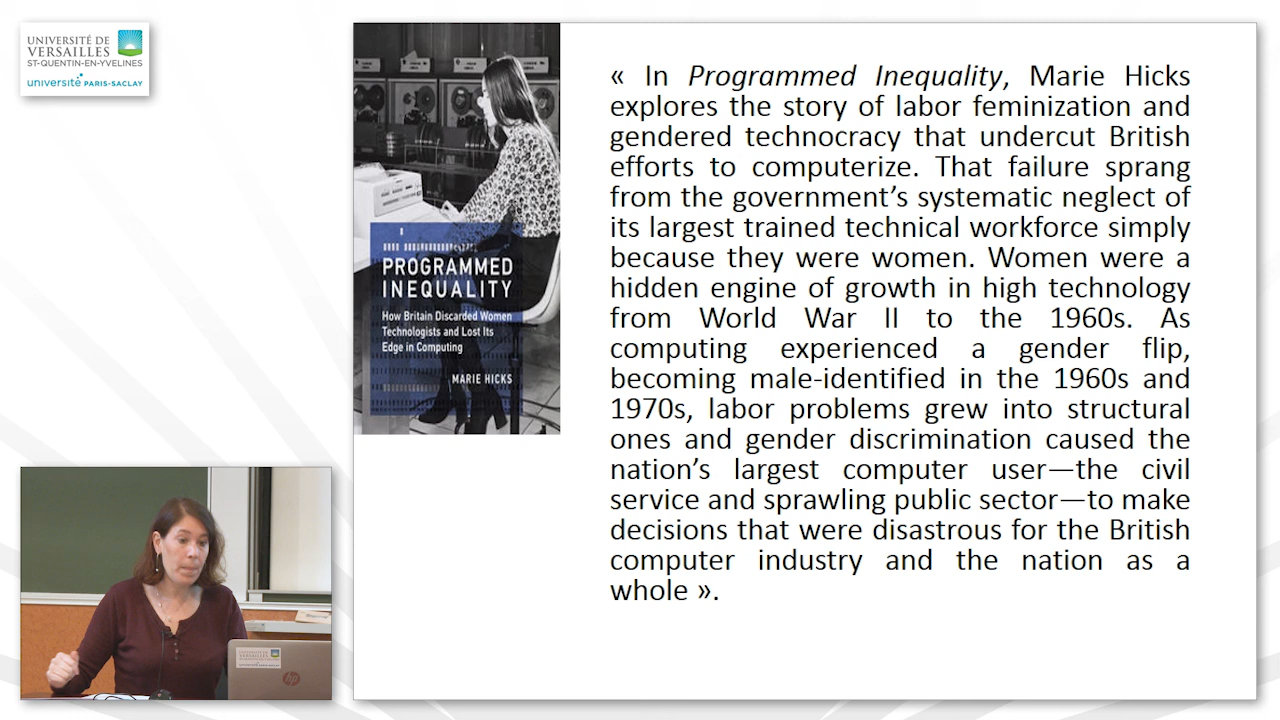 UNIVERSITÉ DE
VERSAILLES
ST-QUENTIN-EN-YVELINES
université PARIS-SACLAY
PROGRAMMED
INEQUALITY
How Britain Discarded Women
Technologists and Lost Its
Edge in Computing
MARIE HICKS
« In Programmed Inequality, Marie Hicks
explores the story of labor feminization and
gendered technocracy that undercut British
efforts to computerize. That failure sprang
from the government’s systematic neglect of
its largest trained technical workforce simply
because they were women. Women were a
hidden engine of growth in high technology
from World War II to the 1960s. As
computing experienced a gender flip,
becoming male-identified in the 1960s and
1970s, labor problems grew into structural
ones and gender discrimination caused the
nation’s largest computer user—the civil
service and sprawling public sector—to make
decisions that were disastrous for the British
computer industry and the nation as a
whole ».
hp